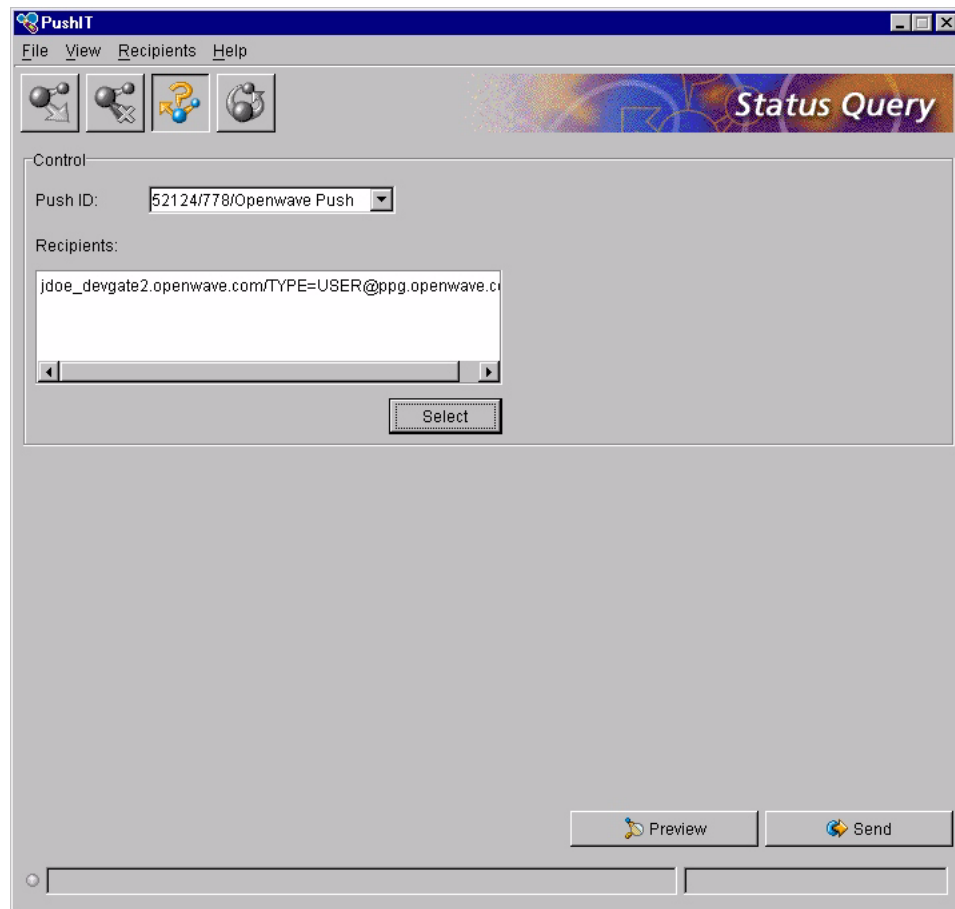 PushIT
File View Recipients Help
Status Query
Control
Push ID: 52124/778/Openwave Push
Recipients:
jdoe_devgate2.openwave.com/TYPE=USER@ppg.openwave.c
Select
Preview Send